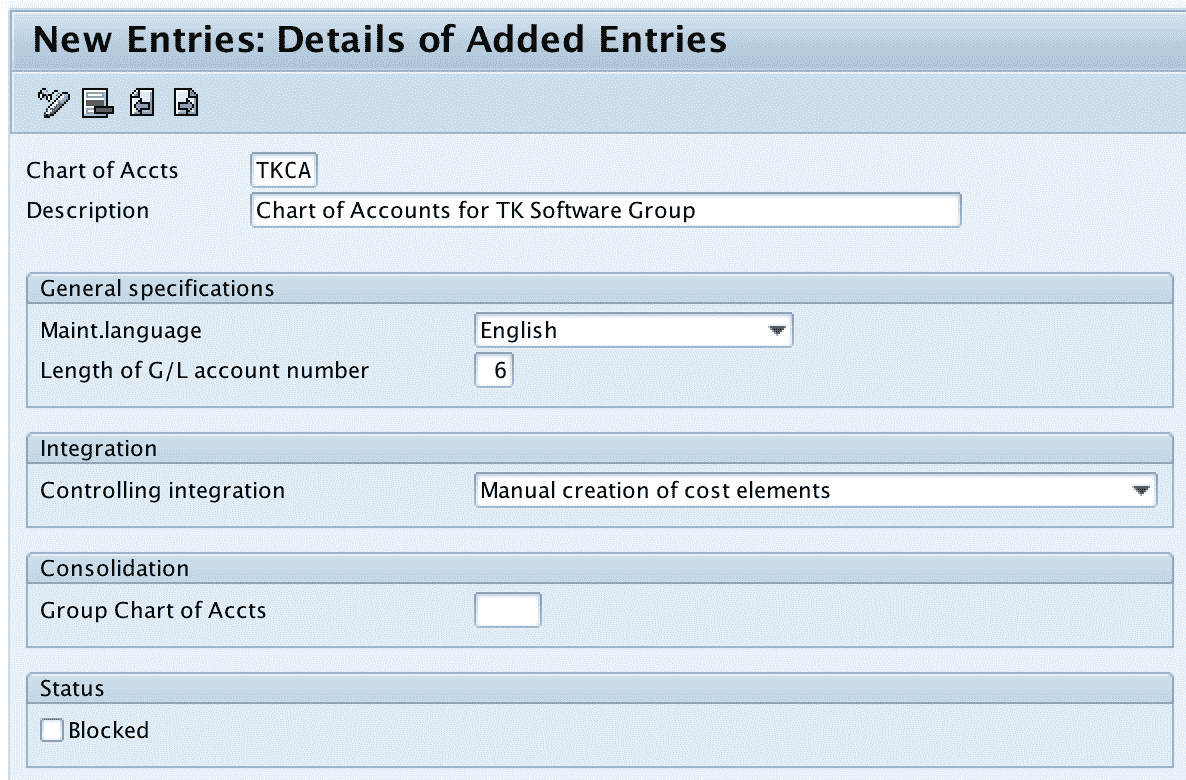 New Entries: Details of Added Entries
Chart of Accts TKCA
Description Chart of Accounts for TK Software Group
General specifications
Maint.language English
Length of G/L account number 6
Integration
Controlling integration Manual creation of cost elements
Consolidation
Group Chart of Accts
Status
Blocked